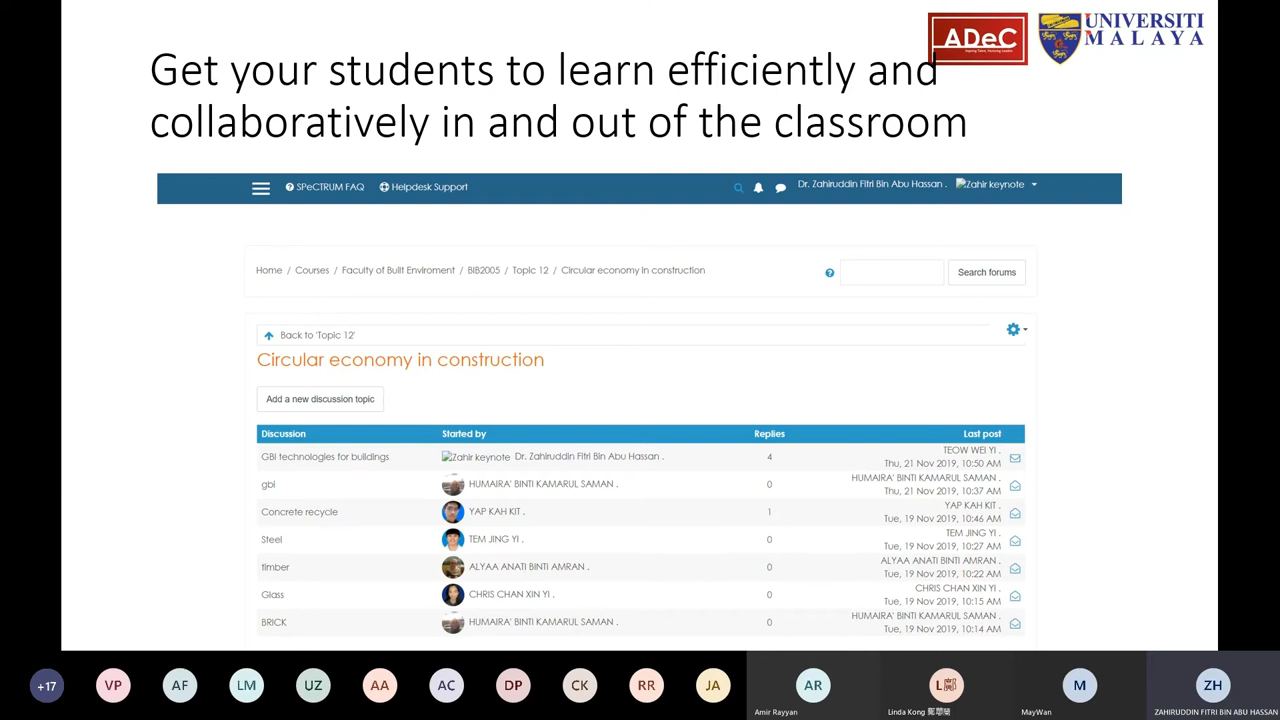 ADeC
UNIVERSITI
MALAYA
Get your students to learn efficiently and
collaboratively in and out of the classroom
SPeCTRUM FAQ Helpdesk Support Dr. Zahiruddin Fitri Bin Abu Hassan . Zahir keynote
Home / Courses / Faculty of Built Enviroment / BIB2005 / Topic 12 / Circular economy in construction Search forums
Back to 'Topic 12'
Circular economy in construction
Add a new discussion topic
Discussion Started by Replies Last post
GBI technologies for buildings Zahir keynote Dr. Zahiruddin Fitri Bin Abu Hassan . 4 TEOW WEI YI .
Thu, 21 Nov 2019, 10:50 AM
gbi HUMAIRA' BINTI KAMARUL SAMAN . 0 HUMAIRA' BINTI KAMARUL SAMAN .
Thu, 21 Nov 2019, 10:37 AM
Concrete recycle YAP KAH KIT . 1 YAP KAH KIT .
Tue, 19 Nov 2019, 10:46 AM
Steel TEM JING YI . 0 TEM JING YI .
Tue, 19 Nov 2019, 10:27 AM
timber ALYAA ANATI BINTI AMRAN . 0 ALYAA ANATI BINTI AMRAN .
Tue, 19 Nov 2019, 10:22 AM
Glass CHRIS CHAN XIN YI . 0 CHRIS CHAN XIN YI .
Tue, 19 Nov 2019, 10:15 AM
BRICK HUMAIRA' BINTI KAMARUL SAMAN . 0 HUMAIRA' BINTI KAMARUL SAMAN .
Tue, 19 Nov 2019, 10:14 AM
+17 VP AF LM UZ AA AC DP CK RR JA AR L鄺 M ZH
Amir Rayyan Linda Kong MayWan ZAHIRUDDIN FITRI BIN ABU HASSAN